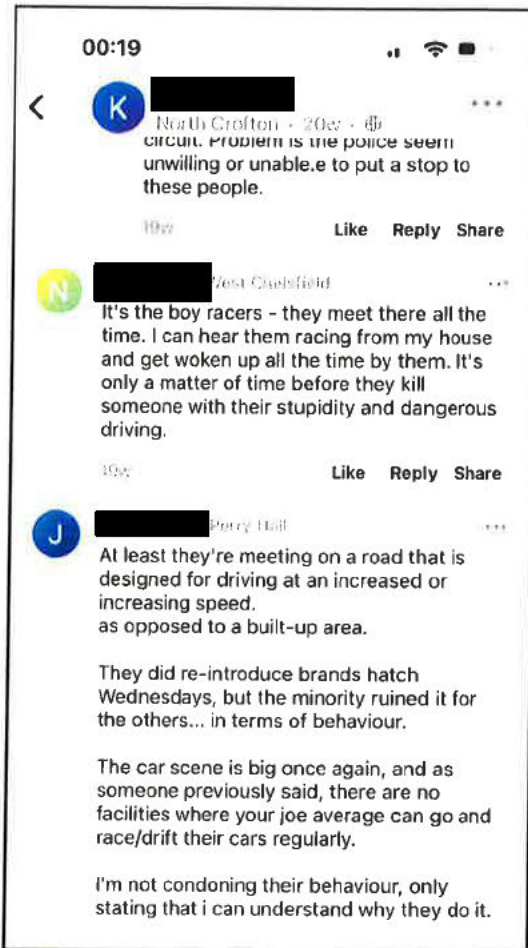 00:19
K
North Crofton · 20w ·
circuit. Problem is the police seem
unwilling or unable.e to put a stop to
these people.
19w
Like Reply Share
N
West Chelsfield
It's the boy racers - they meet there all the
time. I can hear them racing from my house
and get woken up all the time by them. It's
only a matter of time before they kill
someone with their stupidity and dangerous
driving.
19w
Like Reply Share
J
Perry Hall
At least they're meeting on a road that is
designed for driving at an increased or
increasing speed.
as opposed to a built-up area.
They did re-introduce brands hatch
Wednesdays, but the minority ruined it for
the others... in terms of behaviour.
The car scene is big once again, and as
someone previously said, there are no
facilities where your joe average can go and
race/drift their cars regularly.
I'm not condoning their behaviour, only
stating that i can understand why they do it.